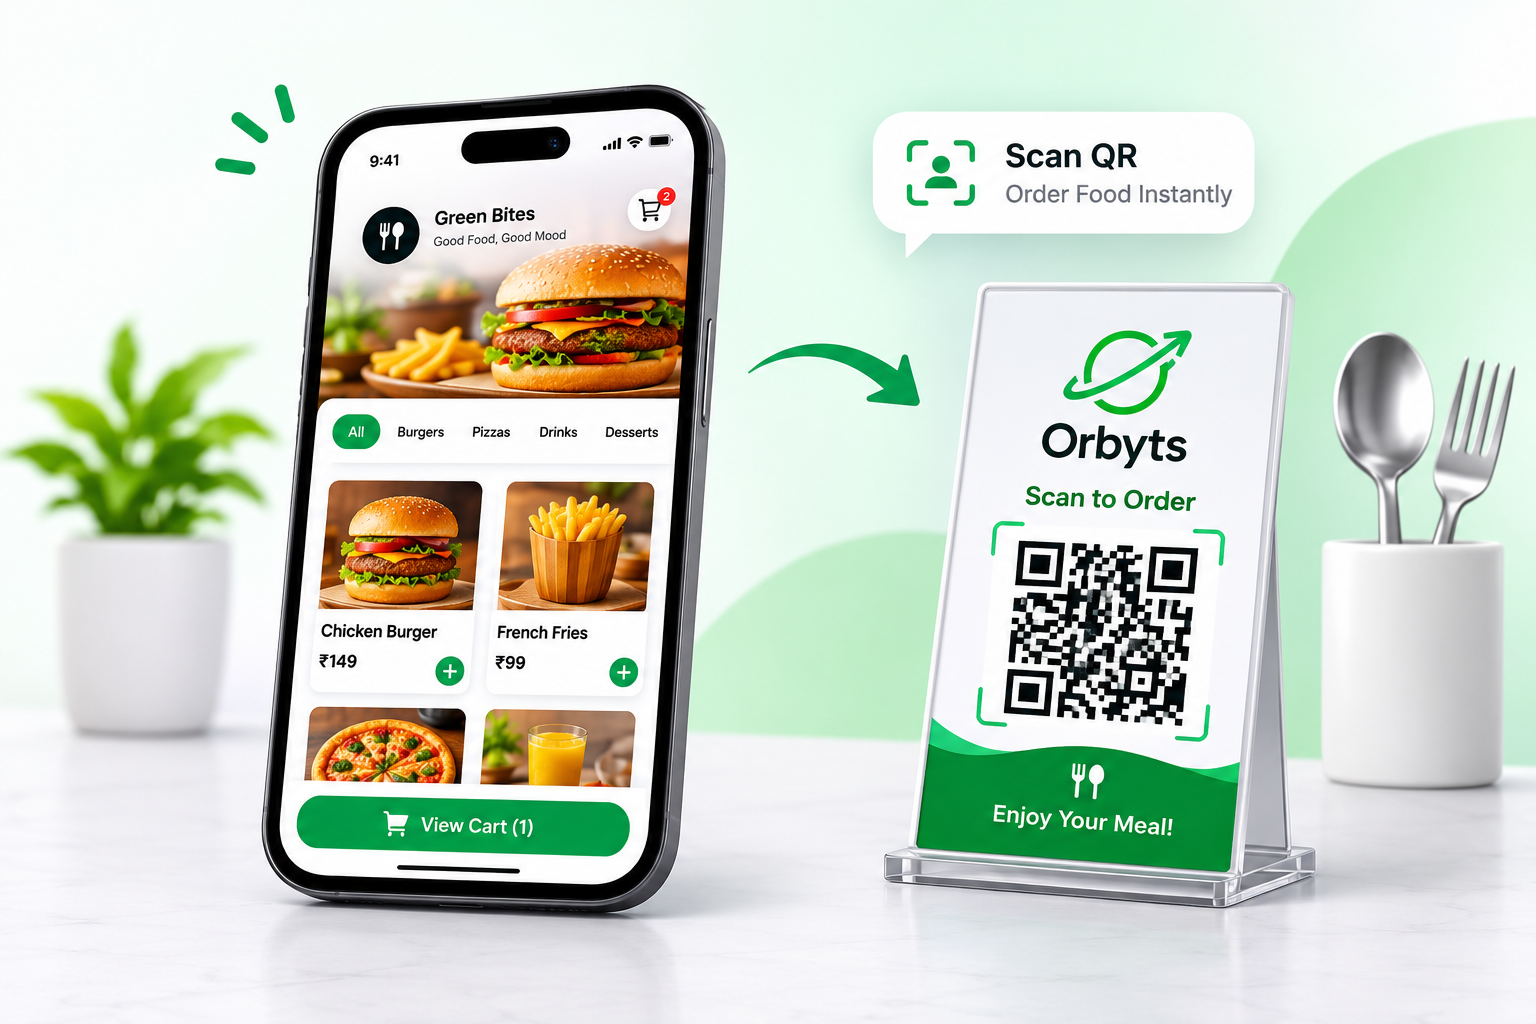 9:41
Green Bites
Good Food, Good Mood
2
All
Burgers
Pizzas
Drinks
Desserts
Chicken Burger
₹149
French Fries
₹99
View Cart (1)
Scan QR
Order Food Instantly
Orbyts
Scan to Order
Enjoy Your Meal!